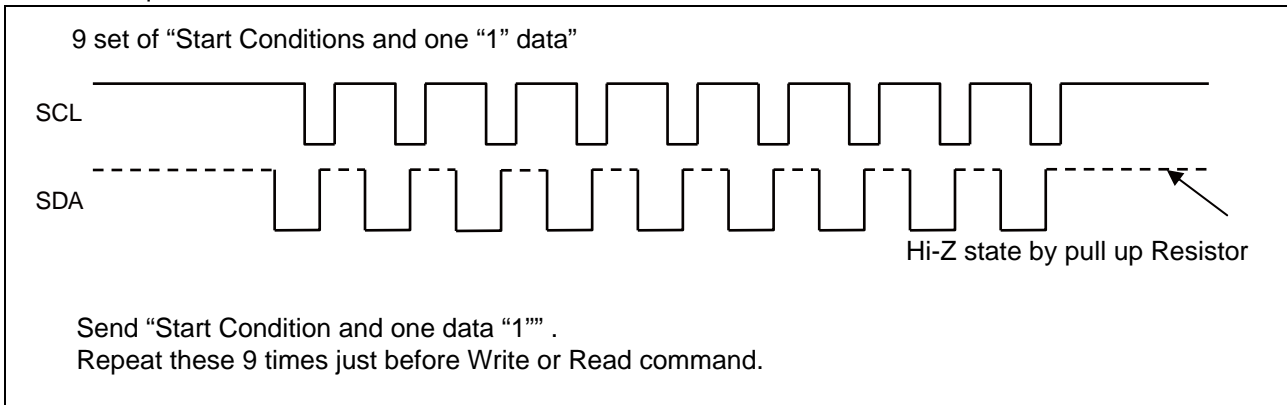 9 set of “Start Conditions and one “1” data”
SCL
SDA
Hi-Z state by pull up Resistor
Send “Start Condition and one data “1”” .
Repeat these 9 times just before Write or Read command.